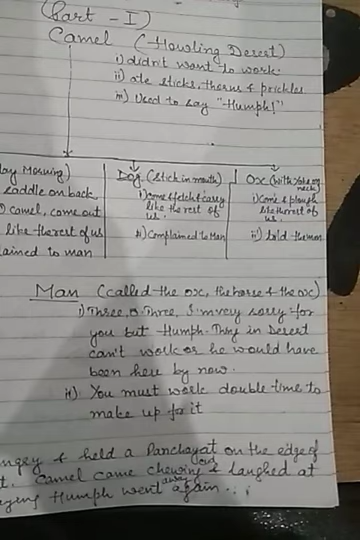 (Part - I)
Camel (Howling Desert)
i) didn't want to work.
ii) ate sticks, thorns & prickles
iii) Used to say "Humph!"
ay Morning)
saddle on back
camel, come out
like the rest of us
lained to man
Dog (stick in mouth)
i) come & fetch & carry
like the rest of
us.
ii) Complained to Man
Ox (with yoke on
neck)
i) come & plough
like the rest of
us.
ii) told the man
Man (called the ox, the horse & the ox)
i) Three, O Three, I'm very sorry for
you but Humph-Thing in Desert
can't work or he would have
been here by now.
ii) You must work double time to
make up for it
ngry & held a Panchayat on the edge of
t. Camel came chewing cud & laughed at
aying Humph went away again...